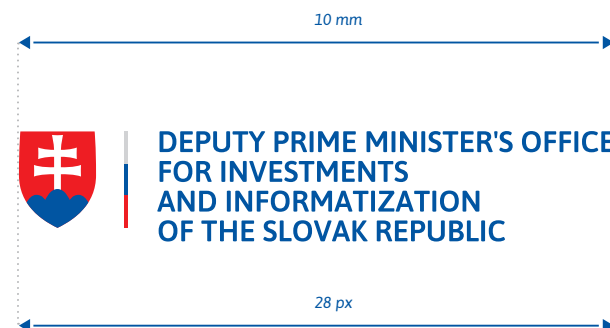 10 mm
DEPUTY PRIME MINISTER'S OFFICE
FOR INVESTMENTS
AND INFORMATIZATION
OF THE SLOVAK REPUBLIC
28 px